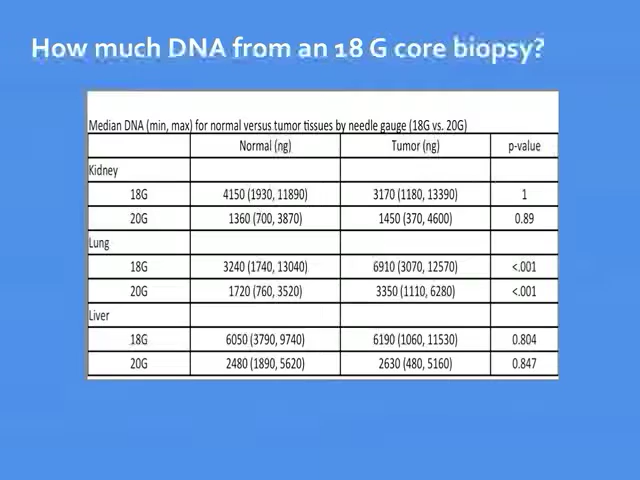 How much DNA from an 18 G core biopsy?
Median DNA (min, max) for normal versus tumor tissues by needle gauge (18G vs. 20G)
Normal (ng) Tumor (ng) p-value
Kidney
18G 4150 (1930, 11890) 3170 (1180, 13390) 1
20G 1360 (700, 3870) 1450 (370, 4600) 0.89
Lung
18G 3240 (1740, 13040) 6910 (3070, 12570) <.001
20G 1720 (760, 3520) 3350 (1110, 6280) <.001
Liver
18G 6050 (3790, 9740) 6190 (1060, 11530) 0.804
20G 2480 (1890, 5620) 2630 (480, 5160) 0.847